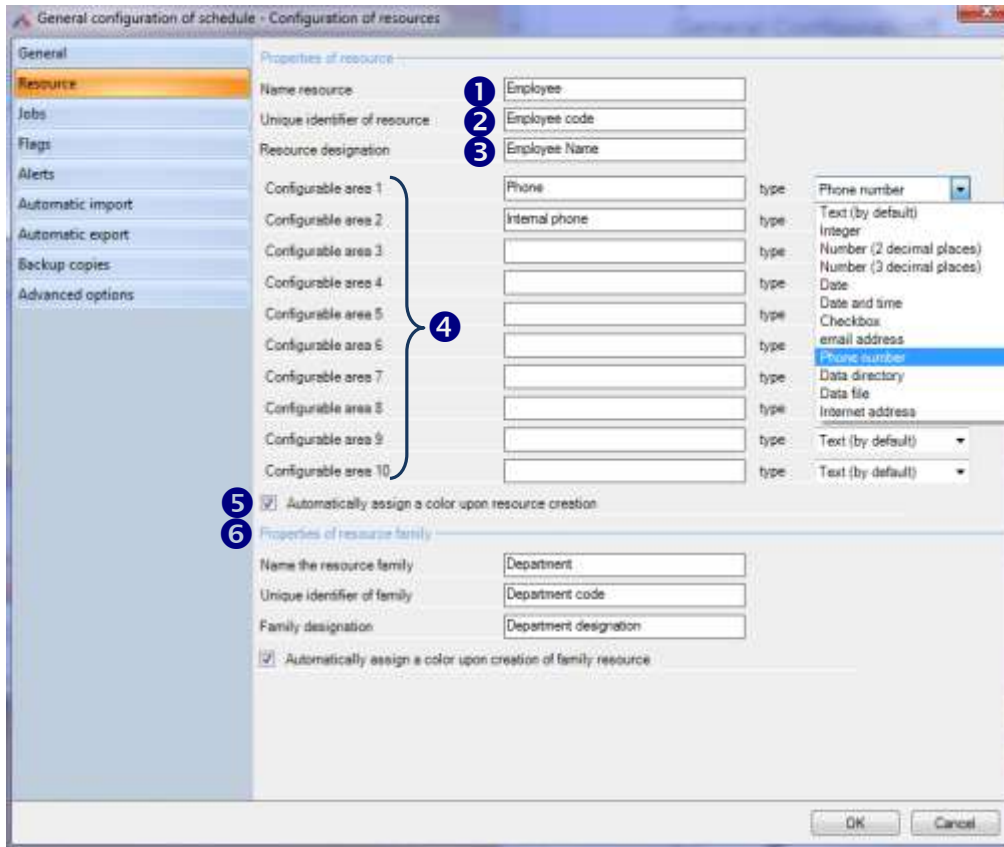 General configuration of schedule - Configuration of resources
General
Resource
Jobs
Flags
Alerts
Automatic import
Automatic export
Backup copies
Advanced options
Properties of resource
Name resource 1 Employee
Unique identifier of resource 2 Employee code
Resource designation 3 Employee Name
Configurable area 1 Phone type Phone number
Configurable area 2 Internal phone type
Configurable area 3 type
Configurable area 4 type
Configurable area 5 type
Configurable area 6 type
Configurable area 7 type
Configurable area 8 type
Configurable area 9 type Text (by default)
Configurable area 10 type Text (by default)
4
Text (by default)
Integer
Number (2 decimal places)
Number (3 decimal places)
Date
Date and time
Checkbox
email address
Phone number
Data directory
Data file
Internet address
5 Automatically assign a color upon resource creation
6 Properties of resource family
Name the resource family Department
Unique identifier of family Department code
Family designation Department designation
Automatically assign a color upon creation of family resource
OK Cancel